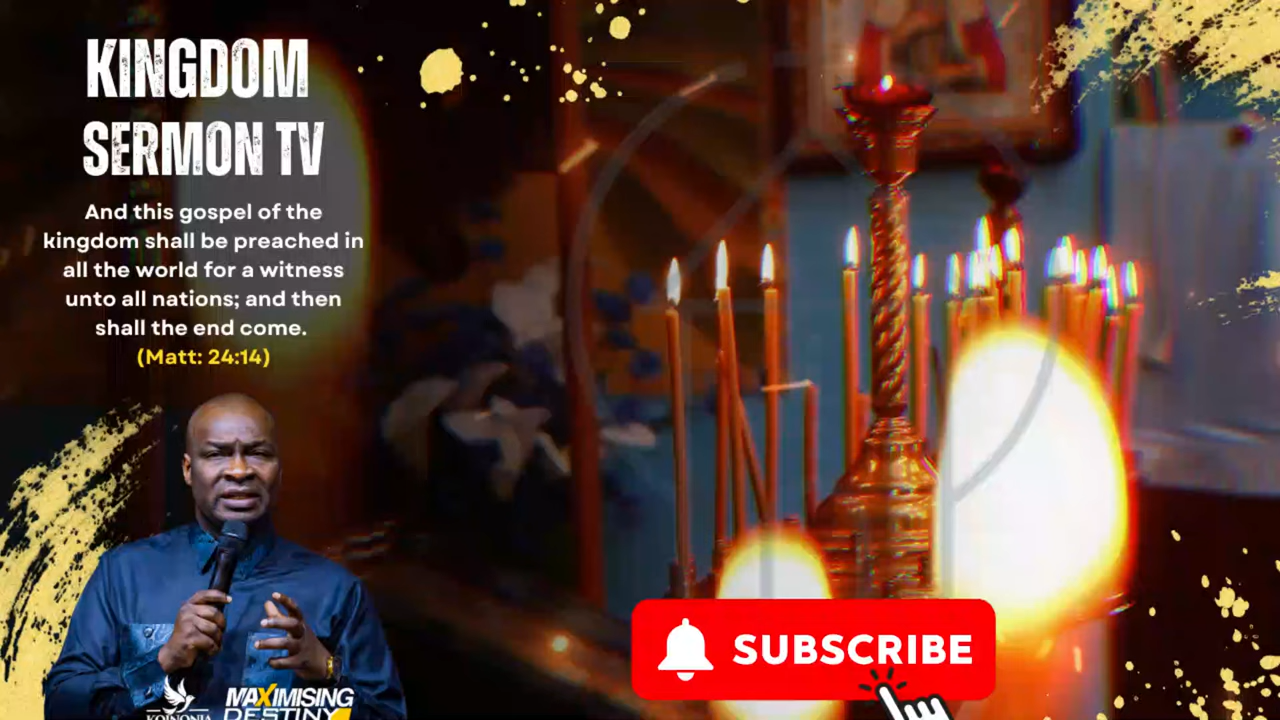 KINGDOM
SERMON TV
And this gospel of the
kingdom shall be preached in
all the world for a witness
unto all nations; and then
shall the end come.
(Matt: 24:14)
KOINONIA
MAXIMISING
DESTINY
SUBSCRIBE